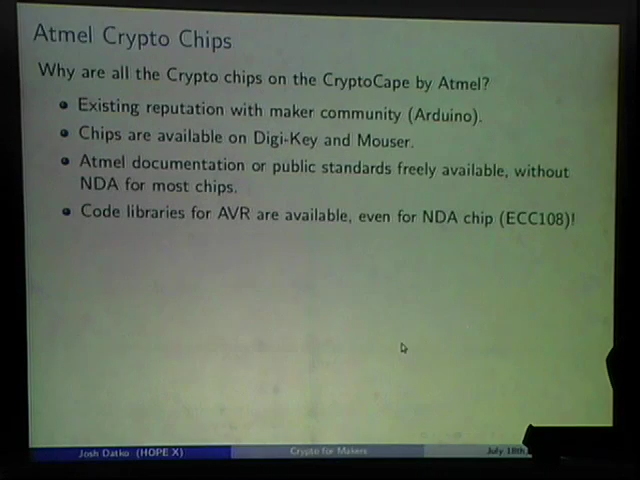 Atmel Crypto Chips
Why are all the Crypto chips on the CryptoCape by Atmel?
Existing reputation with maker community (Arduino).
Chips are available on Digi-Key and Mouser.
Atmel documentation or public standards freely available, without
NDA for most chips.
Code libraries for AVR are available, even for NDA chip (ECC108)!
Josh Datko (HOPE X) Crypto for Makers July 18th,